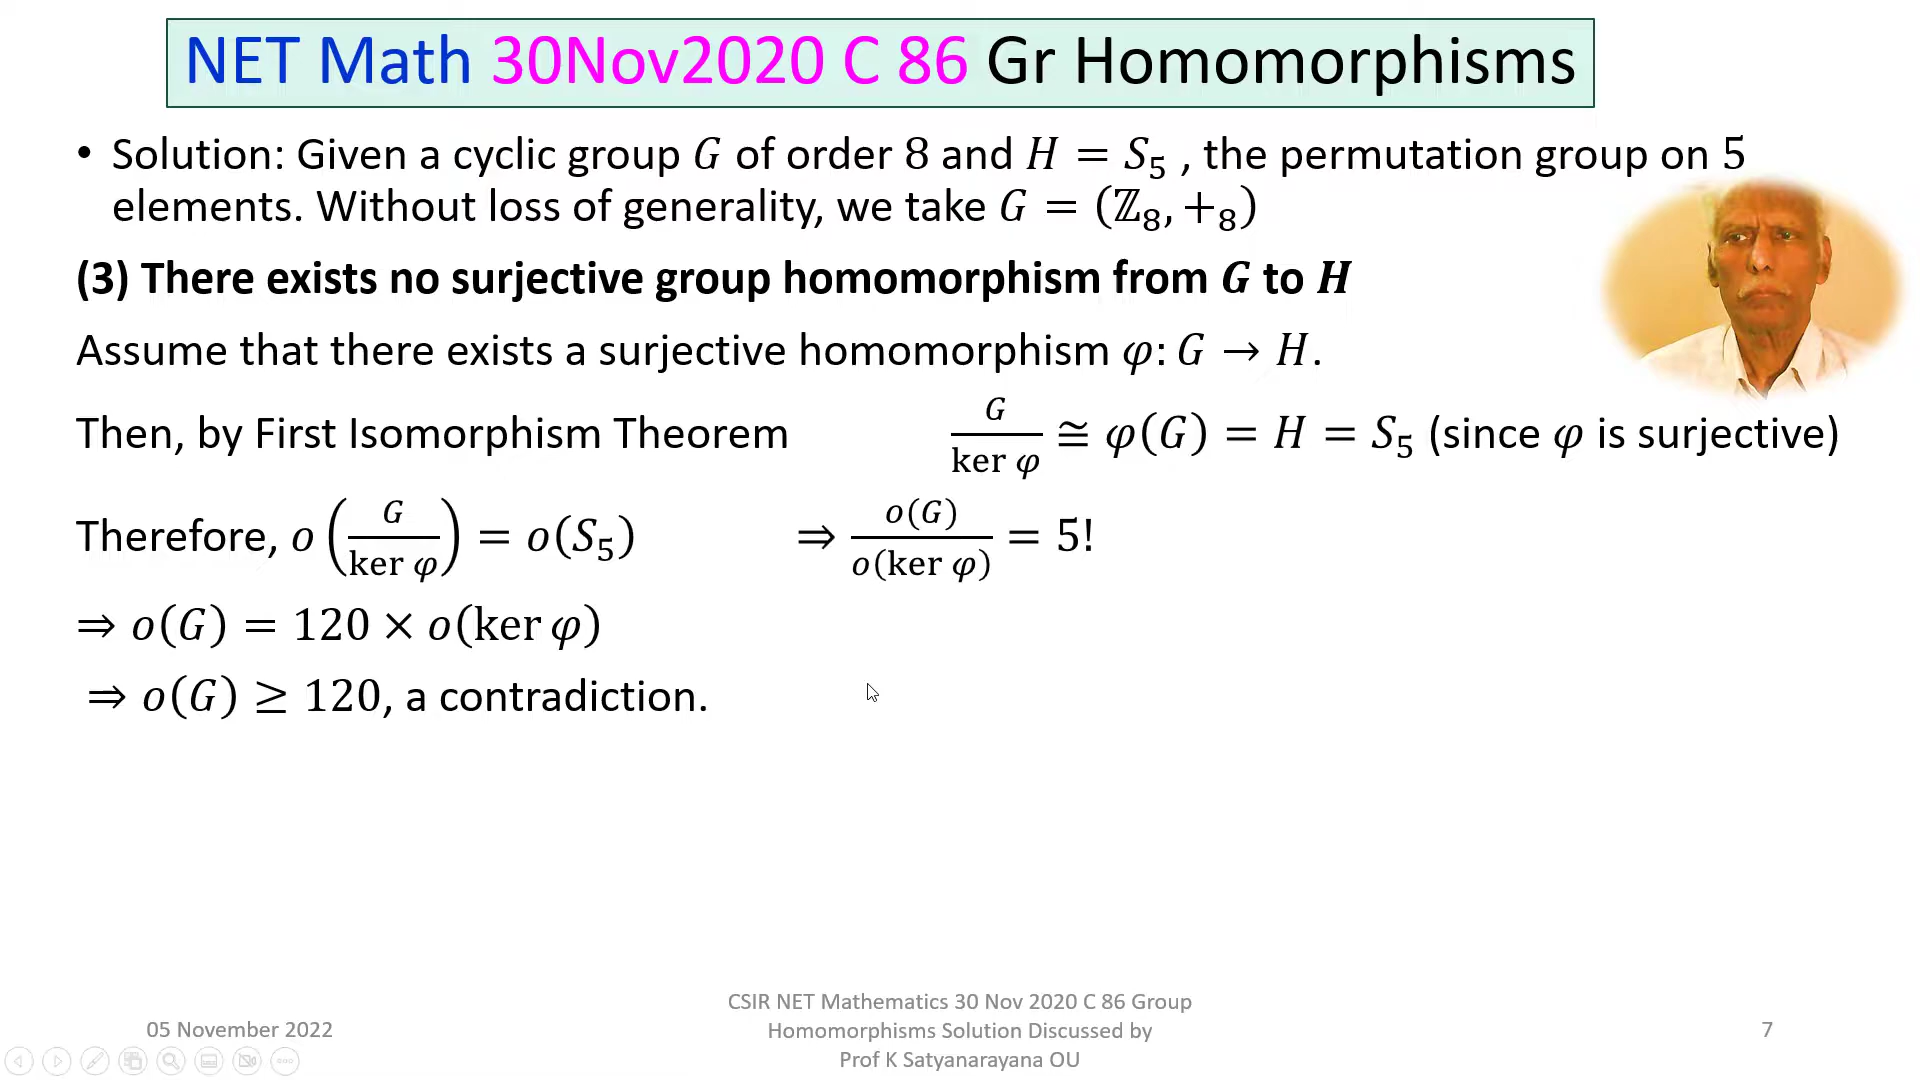 NET Math 30Nov2020 C 86 Gr Homomorphisms
• Solution: Given a cyclic group G of order 8 and H = S₅ , the permutation group on 5
elements. Without loss of generality, we take G = (ℤ₈, +₈)
(3) There exists no surjective group homomorphism from G to H
Assume that there exists a surjective homomorphism φ: G → H.
Then, by First Isomorphism Theorem G/ker φ ≅ φ(G) = H = S₅ (since φ is surjective)
Therefore, o(G/ker φ) = o(S₅) ⇒ o(G)/o(ker φ) = 5!
⇒ o(G) = 120 × o(ker φ)
⇒ o(G) ≥ 120, a contradiction.
05 November 2022
CSIR NET Mathematics 30 Nov 2020 C 86 Group
Homomorphisms Solution Discussed by
Prof K Satyanarayana OU
7